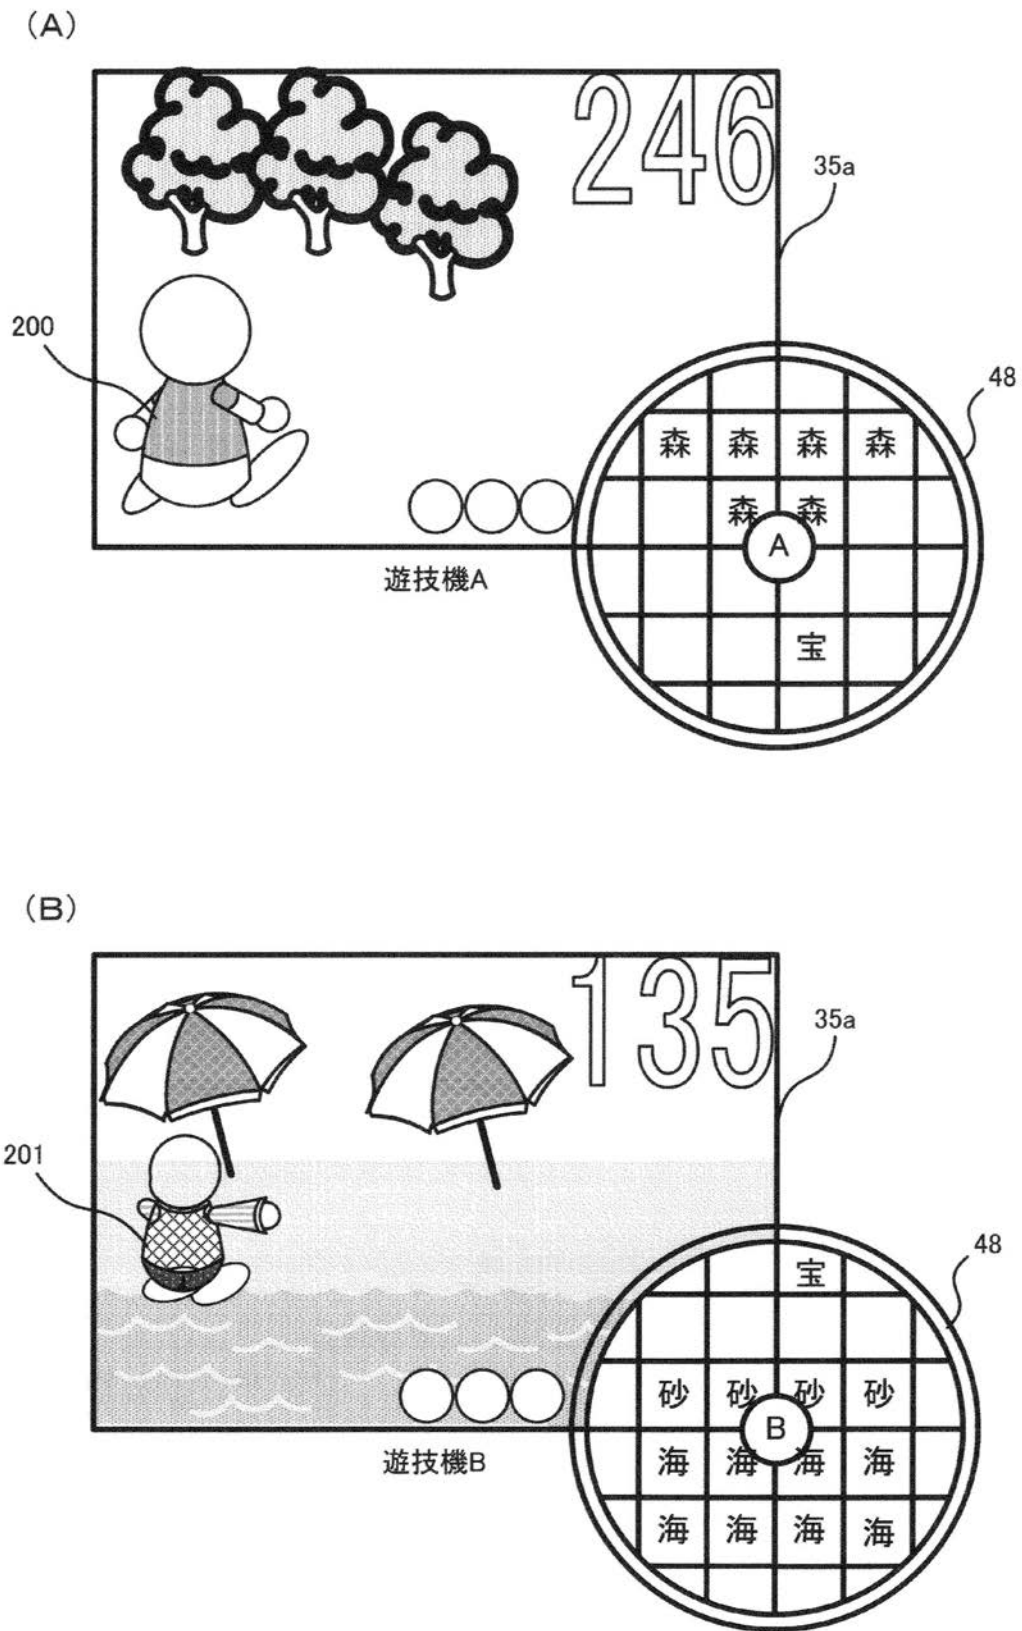 (A)
246
35a
200
48
森 森 森 森
森 森
A
遊技機A
宝
(B)
135
35a
201
48
宝
砂 砂 砂 砂
B
海 海 海 海
遊技機B
海 海 海 海